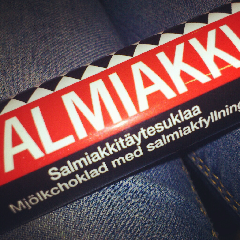 ALMIAKKI
Salmiakkitäytesuklaa
Mjölkchoklad med salmiakfyllning